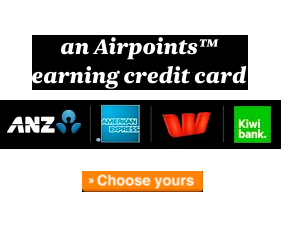 an Airpoints™
earning credit card
ANZ
AMERICAN
EXPRESS
Kiwi
bank.
» Choose yours